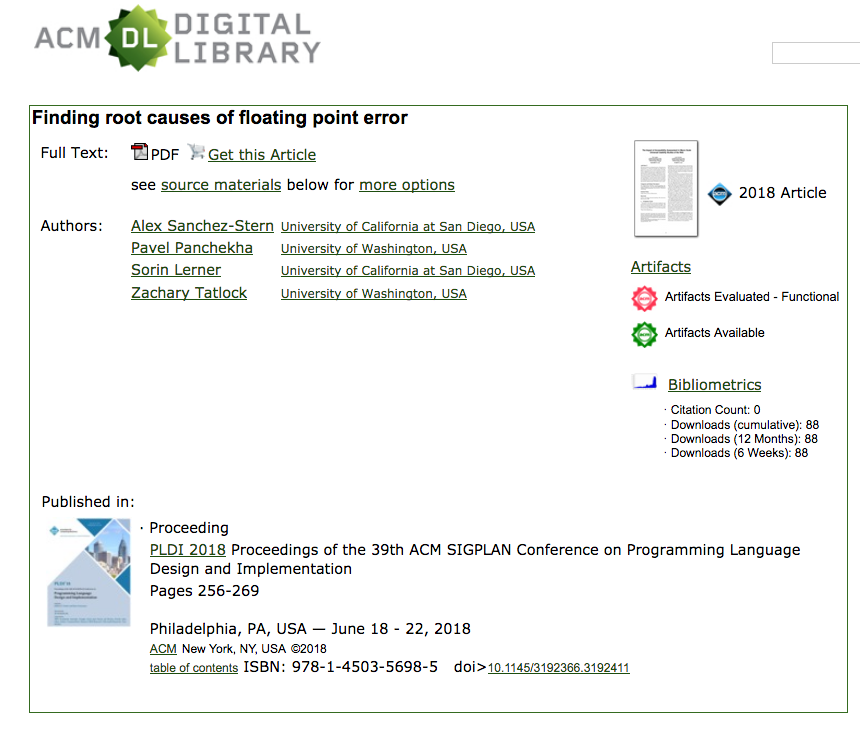 ACM DL DIGITAL
LIBRARY
Finding root causes of floating point error
Full Text: PDF Get this Article
see source materials below for more options
2018 Article
Authors: Alex Sanchez-Stern University of California at San Diego, USA
Pavel Panchekha University of Washington, USA
Sorin Lerner University of California at San Diego, USA
Zachary Tatlock University of Washington, USA
Artifacts
Artifacts Evaluated - Functional
Artifacts Available
Bibliometrics
· Citation Count: 0
· Downloads (cumulative): 88
· Downloads (12 Months): 88
· Downloads (6 Weeks): 88
Published in:
· Proceeding
PLDI 2018 Proceedings of the 39th ACM SIGPLAN Conference on Programming Language
Design and Implementation
Pages 256-269
Philadelphia, PA, USA — June 18 - 22, 2018
ACM New York, NY, USA ©2018
table of contents ISBN: 978-1-4503-5698-5 doi>10.1145/3192366.3192411